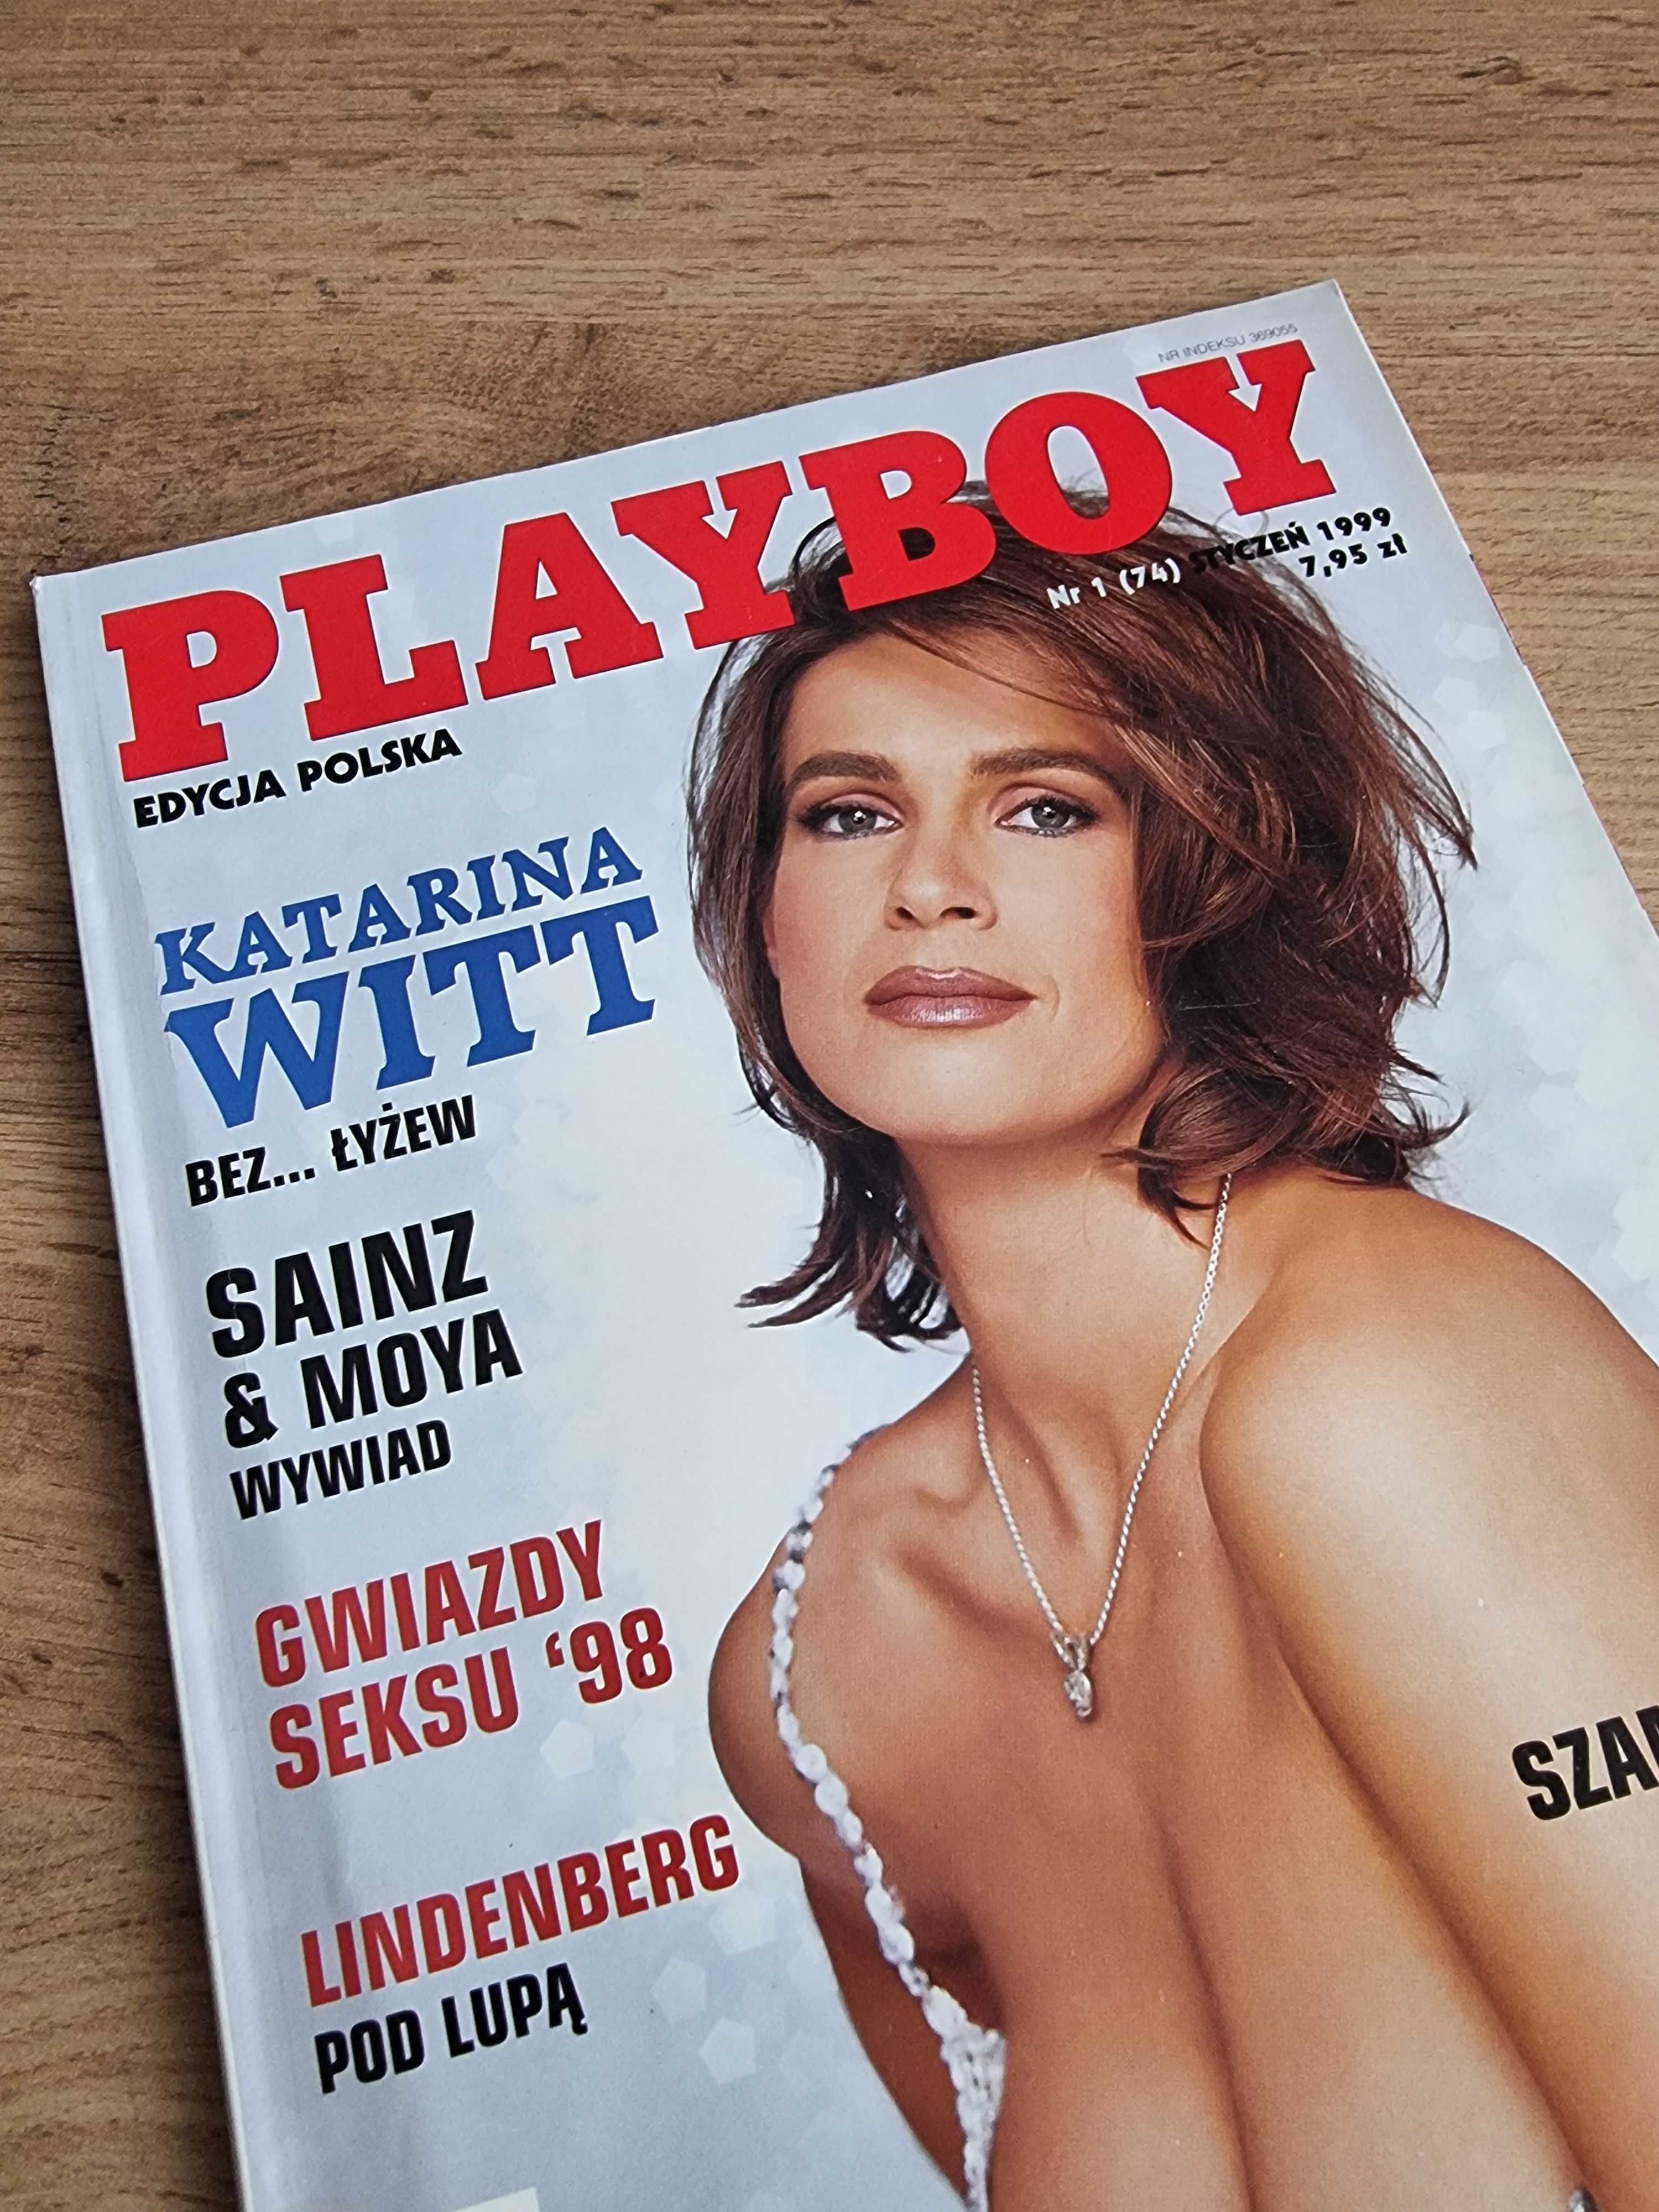 NR INDEKSU 369055
PLAYBOY
Nr 1 (74) STYCZEŃ 1999
7,95 zł
EDYCJA POLSKA
KATARINA
WITT
BEZ... ŁYŻEW
SAINZ
& MOYA
WYWIAD
GWIAZDY
SEKSU ‘98
LINDENBERG
POD LUPĄ